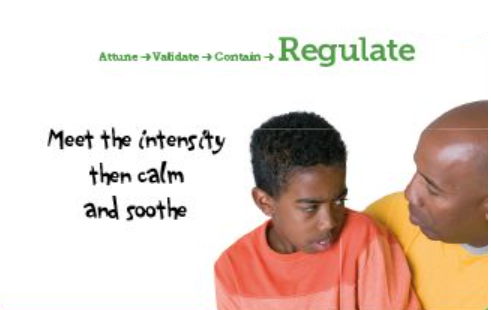 Attune → Validate → Contain → Regulate
Meet the intensity
then calm
and soothe